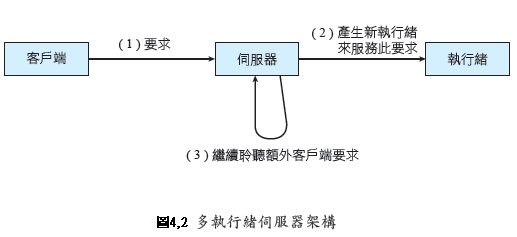 客戶端
(1)要求
伺服器
(2)產生新執行緒
來服務此要求
執行緒
(3)繼續聆聽額外客戶端要求
圖4,2 多執行緒伺服器架構